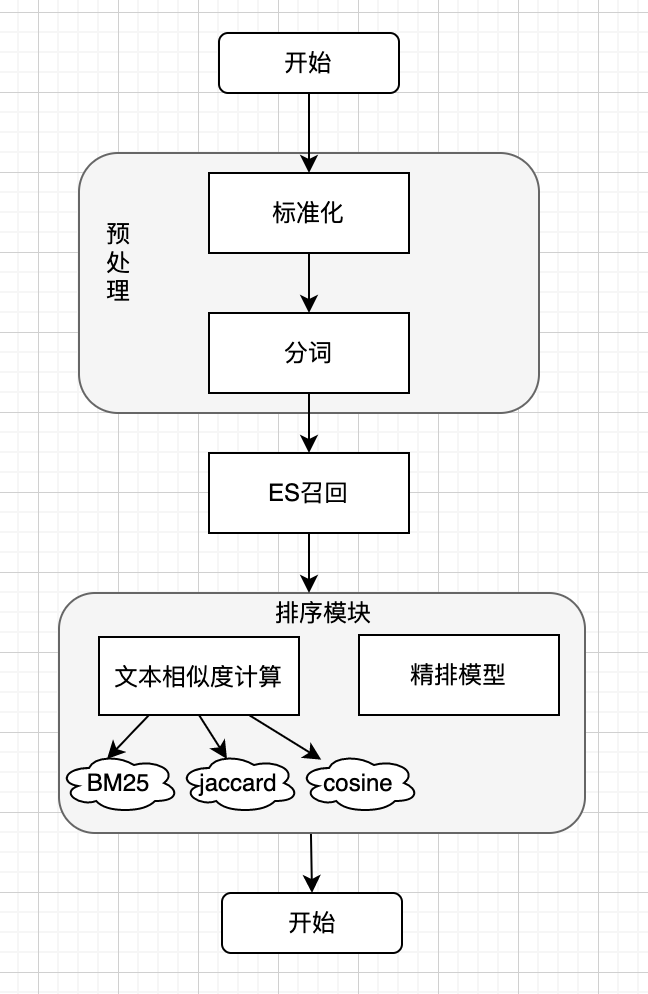 开始
标准化
预
处
理
分词
ES召回
排序模块
文本相似度计算
精排模型
BM25
jaccard
cosine
开始